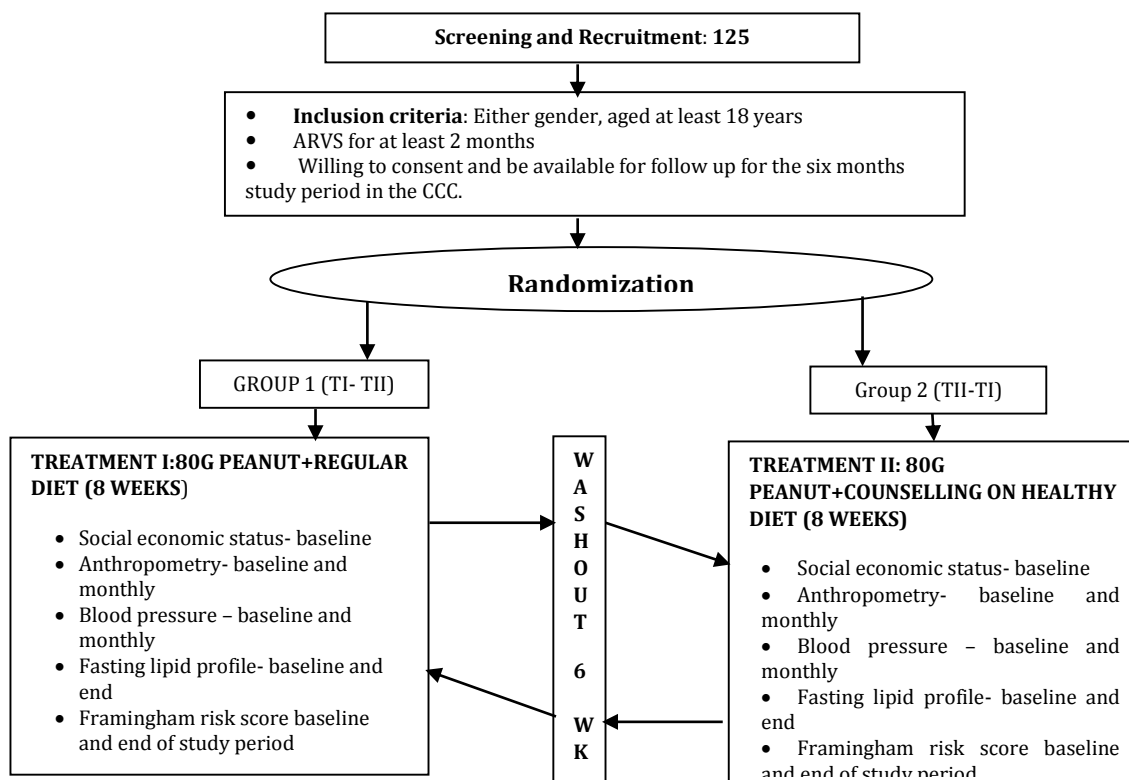 Screening and Recruitment: 125
• Inclusion criteria: Either gender, aged at least 18 years
• ARVS for at least 2 months
• Willing to consent and be available for follow up for the six months
study period in the CCC.
Randomization
GROUP 1 (TI- TII)
Group 2 (TII-TI)
TREATMENT I:80G PEANUT+REGULAR
DIET (8 WEEKS)
• Social economic status- baseline
• Anthropometry- baseline and
monthly
• Blood pressure – baseline and
monthly
• Fasting lipid profile- baseline and
end
• Framingham risk score baseline
and end of study period
W
A
S
H
O
U
T
6
W
K
TREATMENT II: 80G
PEANUT+COUNSELLING ON HEALTHY
DIET (8 WEEKS)
• Social economic status- baseline
• Anthropometry- baseline and
monthly
• Blood pressure – baseline and
monthly
• Fasting lipid profile- baseline and
end
• Framingham risk score baseline
and end of study period